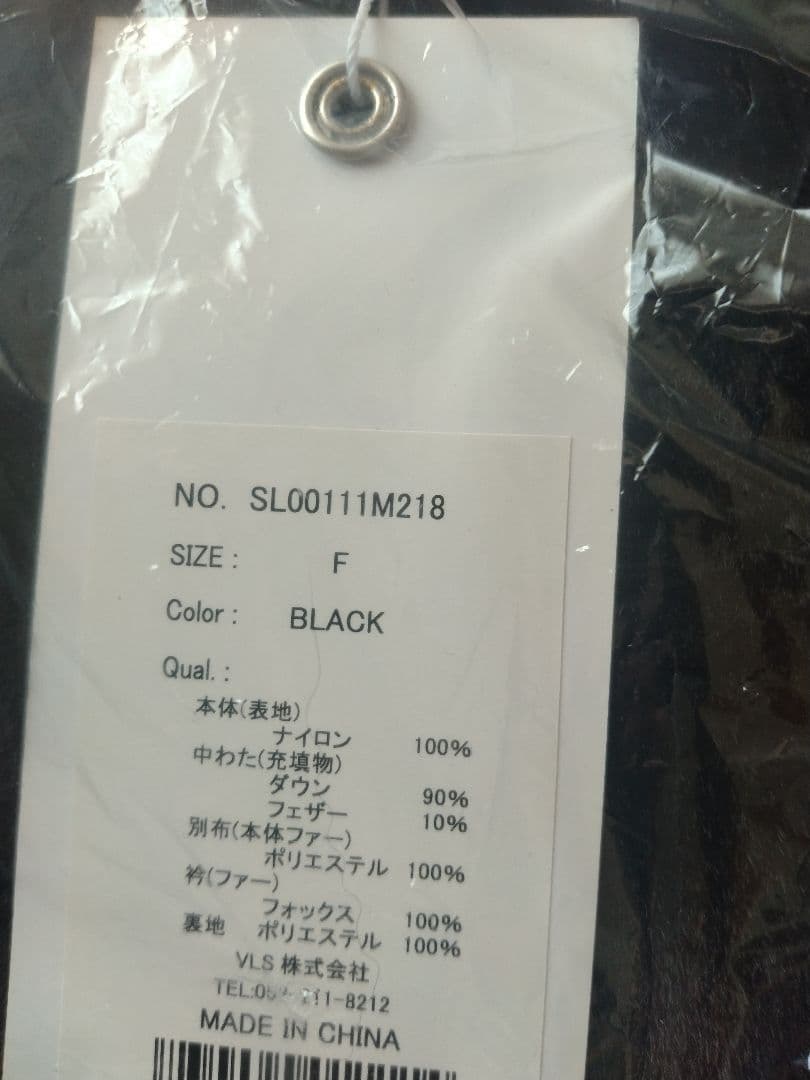 NO. SL00111M218
SIZE : F
Color : BLACK
Qual. :
本体(表地)
ナイロン 100%
中わた(充填物)
ダウン 90%
フェザー 10%
別布(本体ファー)
ポリエステル 100%
衿(ファー)
フォックス 100%
裏地 ポリエステル 100%
VLS 株式会社
MADE IN CHINA